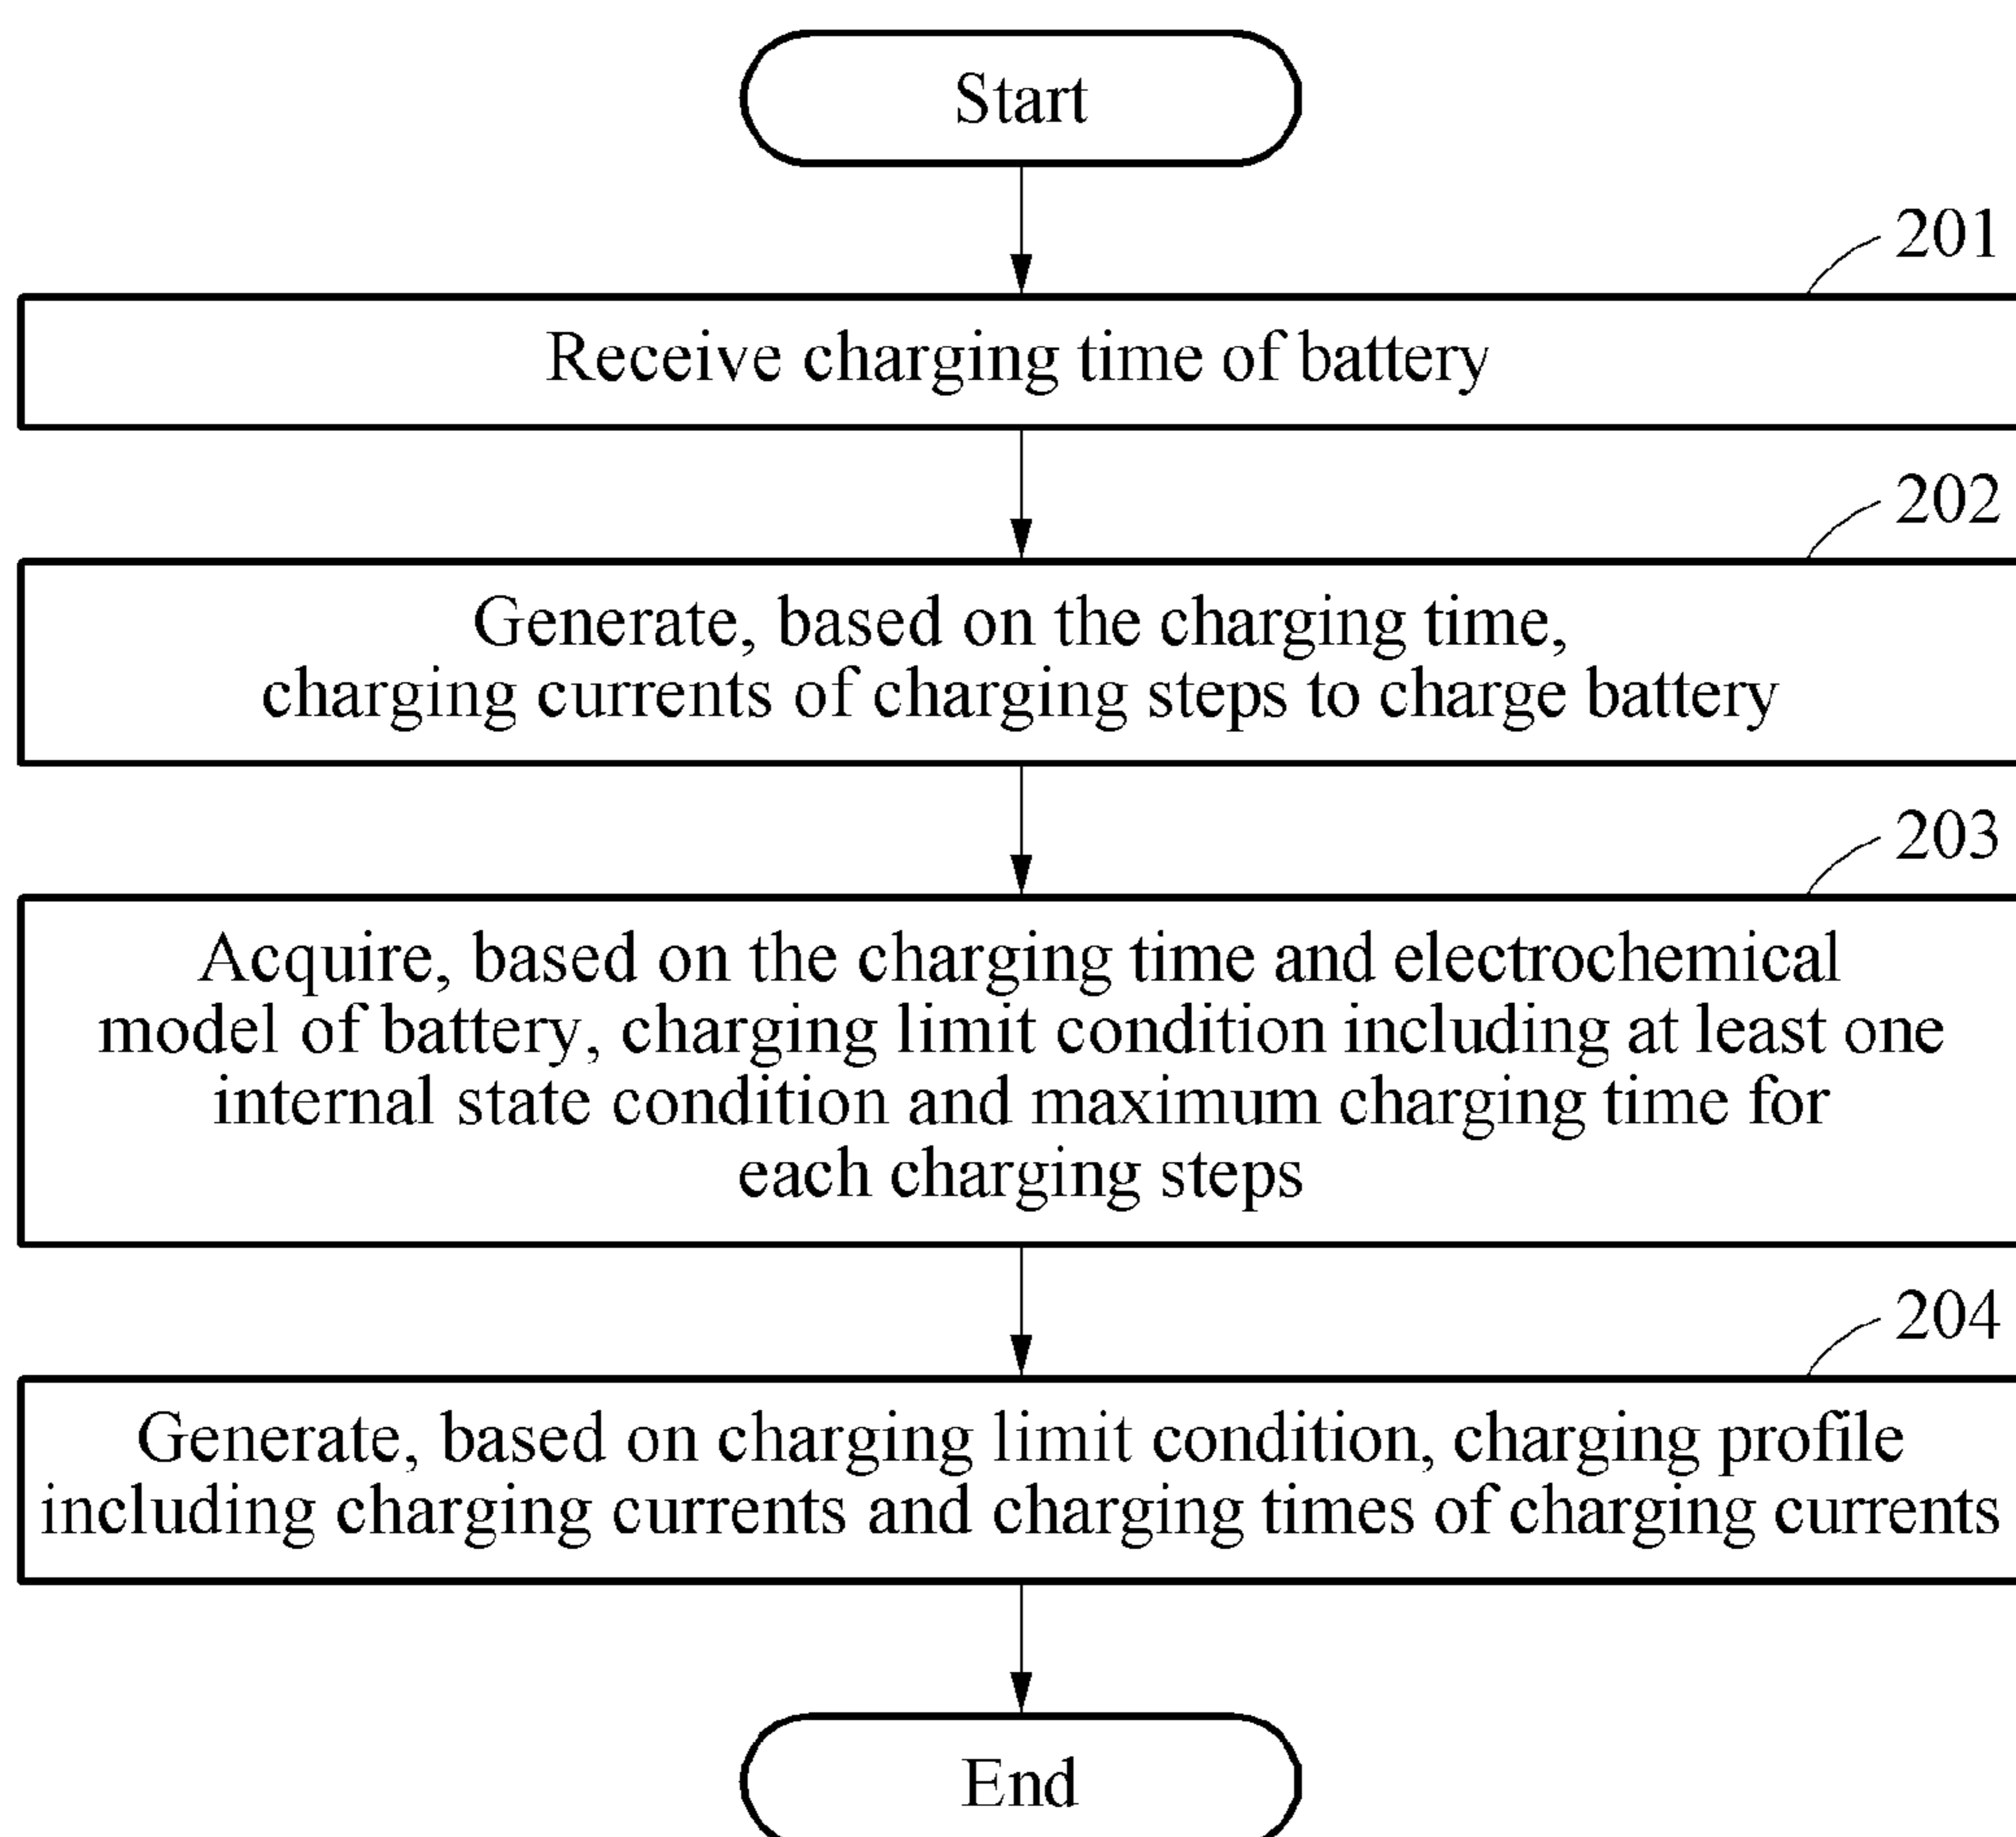 Start
201
Receive charging time of battery
202
Generate, based on the charging time,
charging currents of charging steps to charge battery
203
Acquire, based on the charging time and electrochemical
model of battery, charging limit condition including at least one
internal state condition and maximum charging time for
each charging steps
204
Generate, based on charging limit condition, charging profile
including charging currents and charging times of charging currents
End